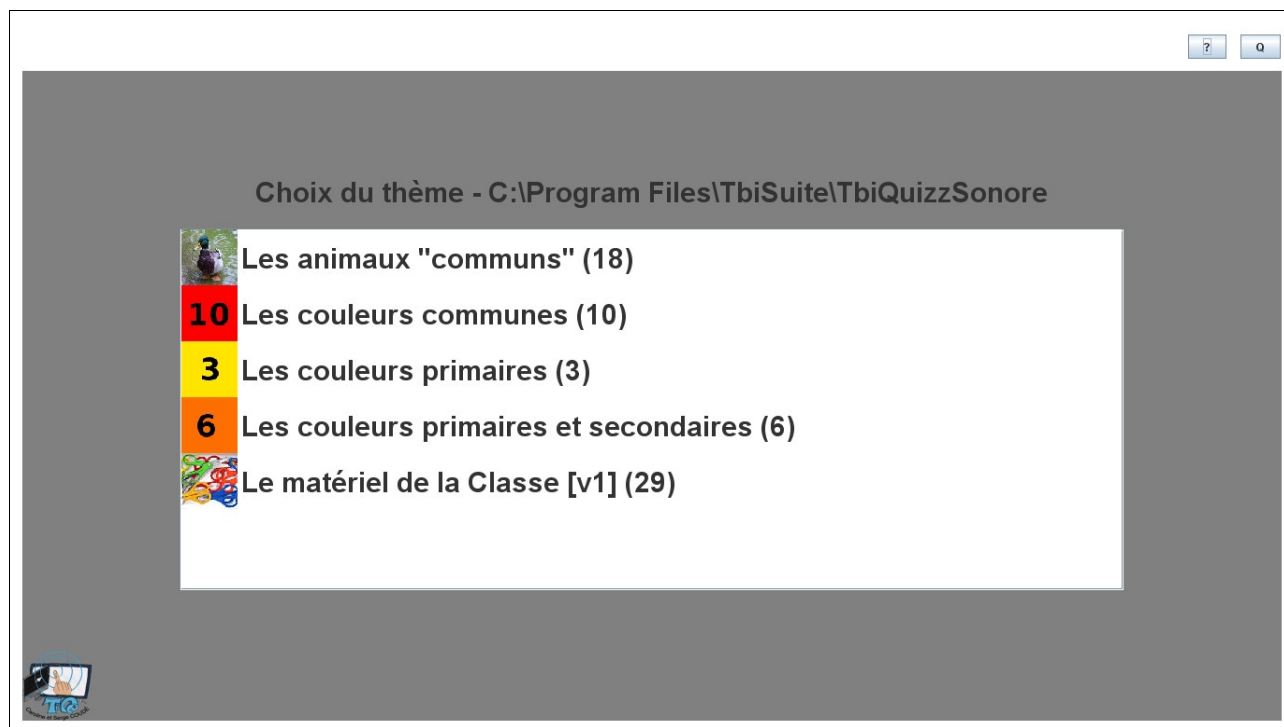 ?
Q
Choix du thème - C:\Program Files\TbiSuite\TbiQuizzSonore
Les animaux "communs" (18)
10 Les couleurs communes (10)
3 Les couleurs primaires (3)
6 Les couleurs primaires et secondaires (6)
Le matériel de la Classe [v1] (29)
TQ